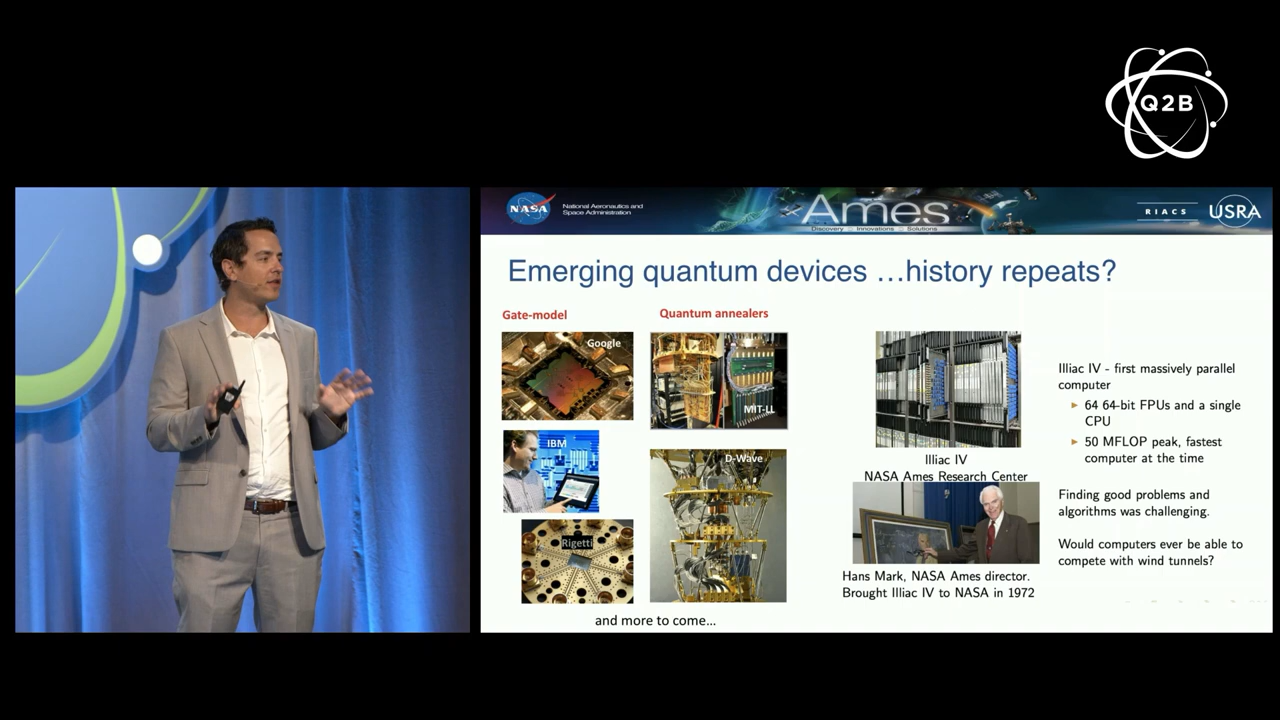 Q2B
NASA
National Aeronautics and
Space Administration
Ames
Discovery :: Innovations :: Solutions
RIACS
USRA
Emerging quantum devices ...history repeats?
Gate-model
Quantum annealers
Google
MIT-LL
IBM
D-Wave
Rigetti
and more to come...
Illiac IV
NASA Ames Research Center
Hans Mark, NASA Ames director.
Brought Illiac IV to NASA in 1972
Illiac IV - first massively parallel
computer
64 64-bit FPUs and a single
CPU
50 MFLOP peak, fastest
computer at the time
Finding good problems and
algorithms was challenging.
Would computers ever be able to
compete with wind tunnels?